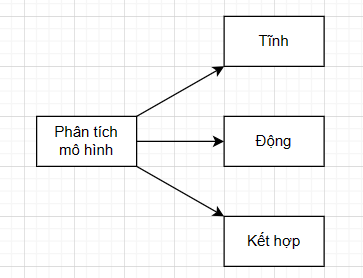 Tĩnh
Phân tích
mô hình
Động
Kết hợp